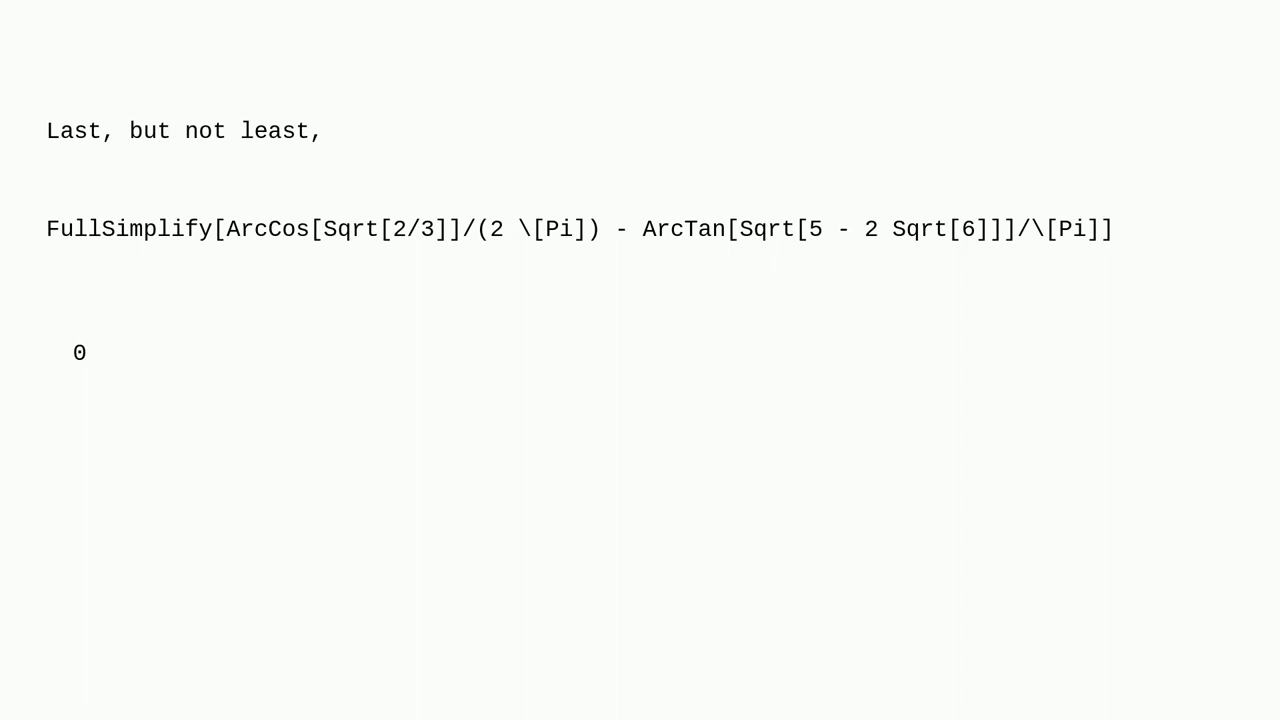 Last, but not least,
FullSimplify[ArcCos[Sqrt[2/3]]/(2 \[Pi]) - ArcTan[Sqrt[5 - 2 Sqrt[6]]]/\[Pi]]
0